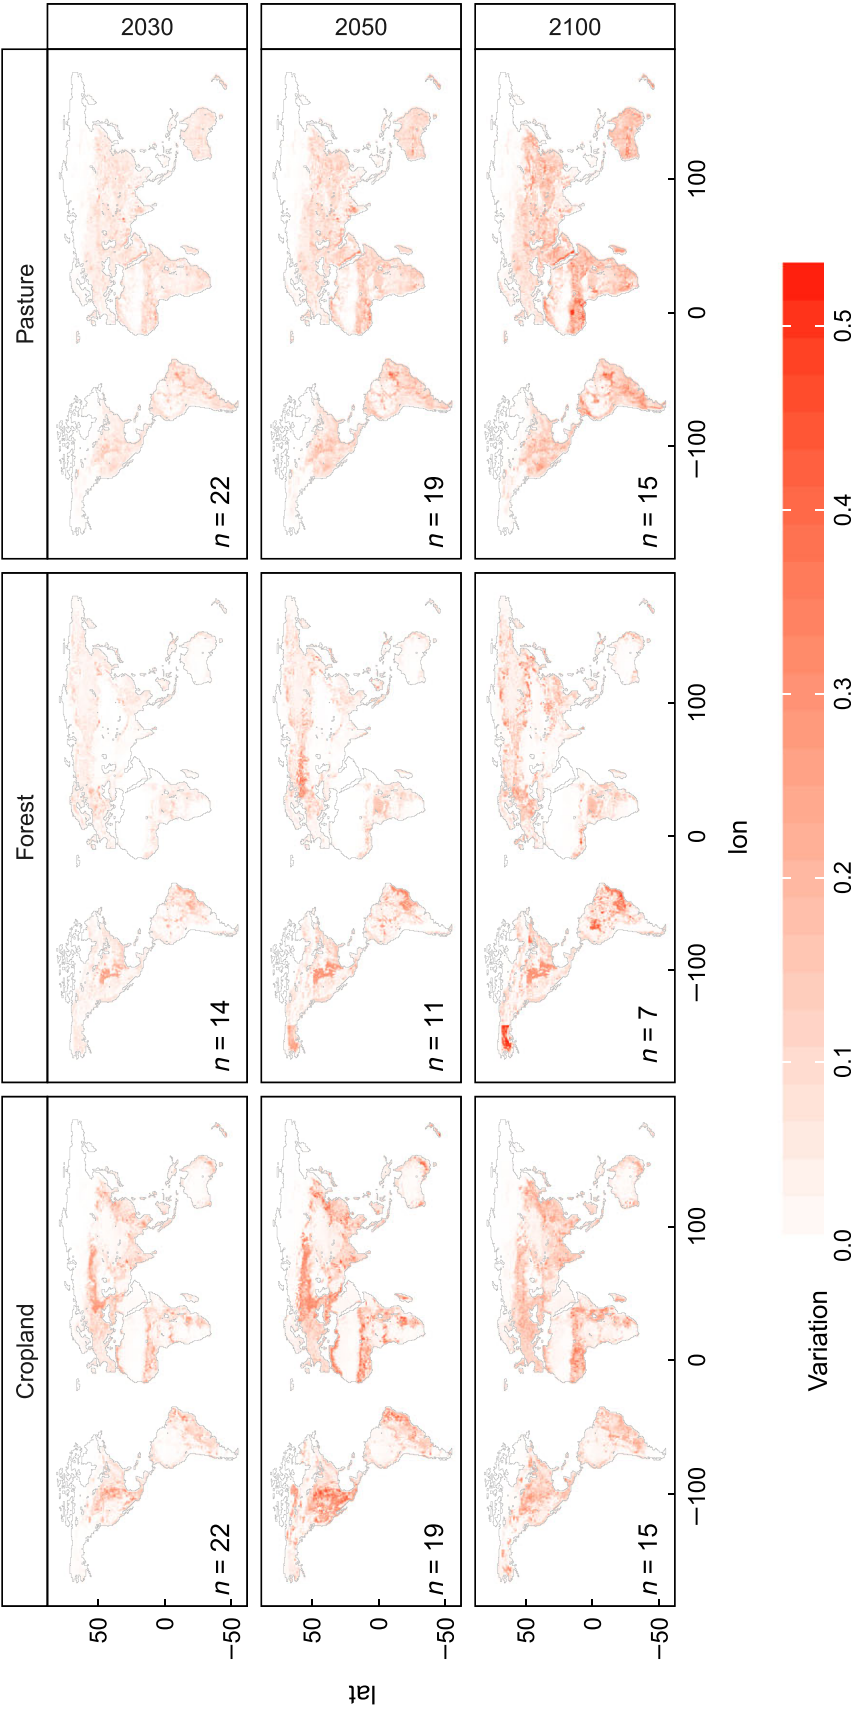 Cropland
Forest
Pasture
50
0
−50
n = 22
n = 14
n = 22
2030
lat
50
0
−50
n = 19
n = 11
n = 19
2050
50
0
−50
n = 15
n = 7
n = 15
2100
−100
0
100
−100
0
100
−100
0
100
lon
Variation
0.0
0.1
0.2
0.3
0.4
0.5